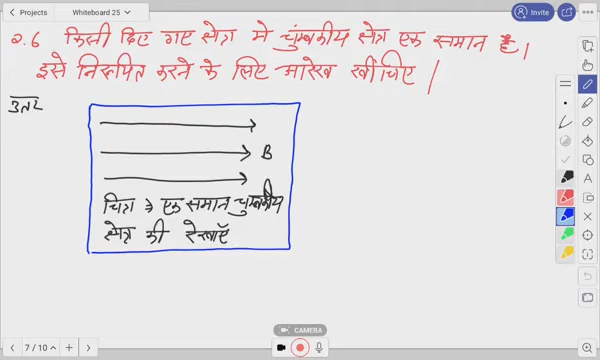 Projects
Whiteboard 25
Invite
2.6 किसी दिए गए क्षेत्र मे चुंम्बकीय क्षेत्र एक समान है।
इसे निरूपित करने के लिए आरेख खींचिए |
उत्तर
B
चित्र → एक समान चुम्बकीय
क्षेत्र की रेखाएँ
CAMERA
7 / 10